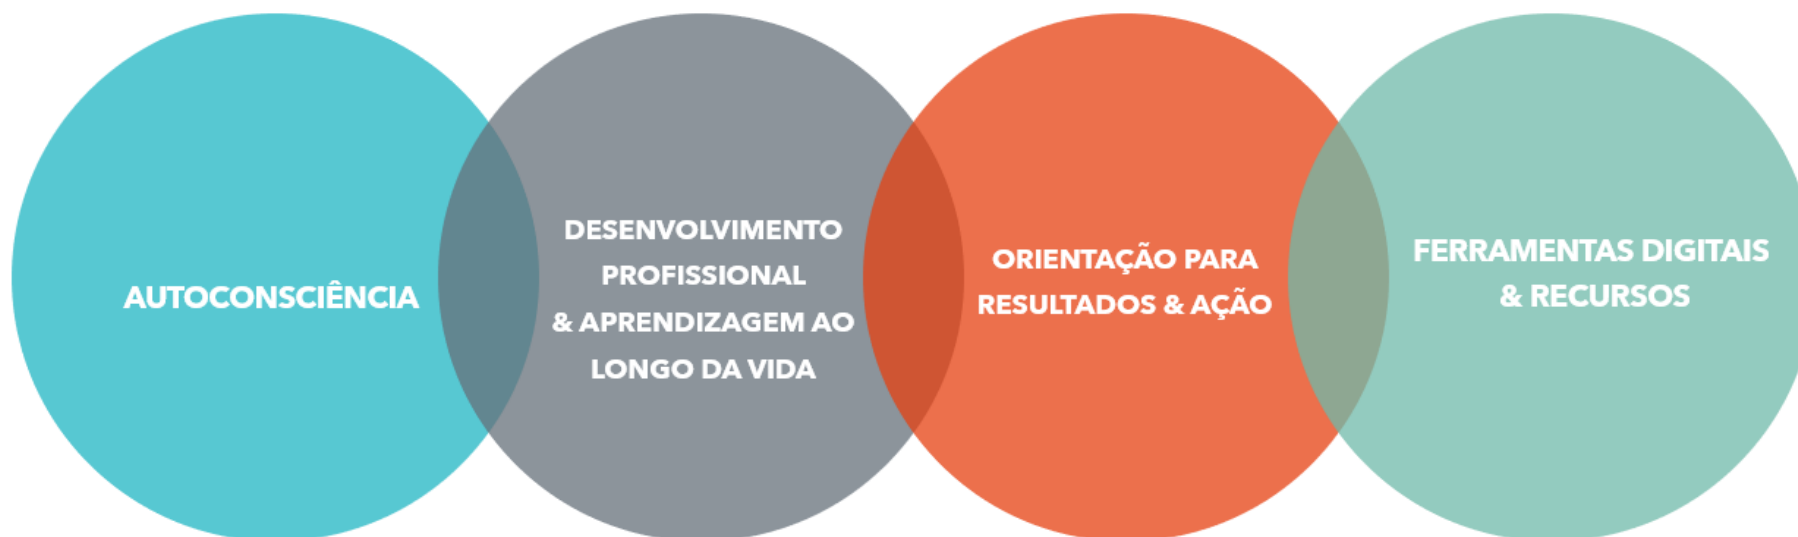 AUTOCONSCIÊNCIA
DESENVOLVIMENTO
PROFISSIONAL
& APRENDIZAGEM AO
LONGO DA VIDA
ORIENTAÇÃO PARA
RESULTADOS & AÇÃO
FERRAMENTAS DIGITAIS
& RECURSOS